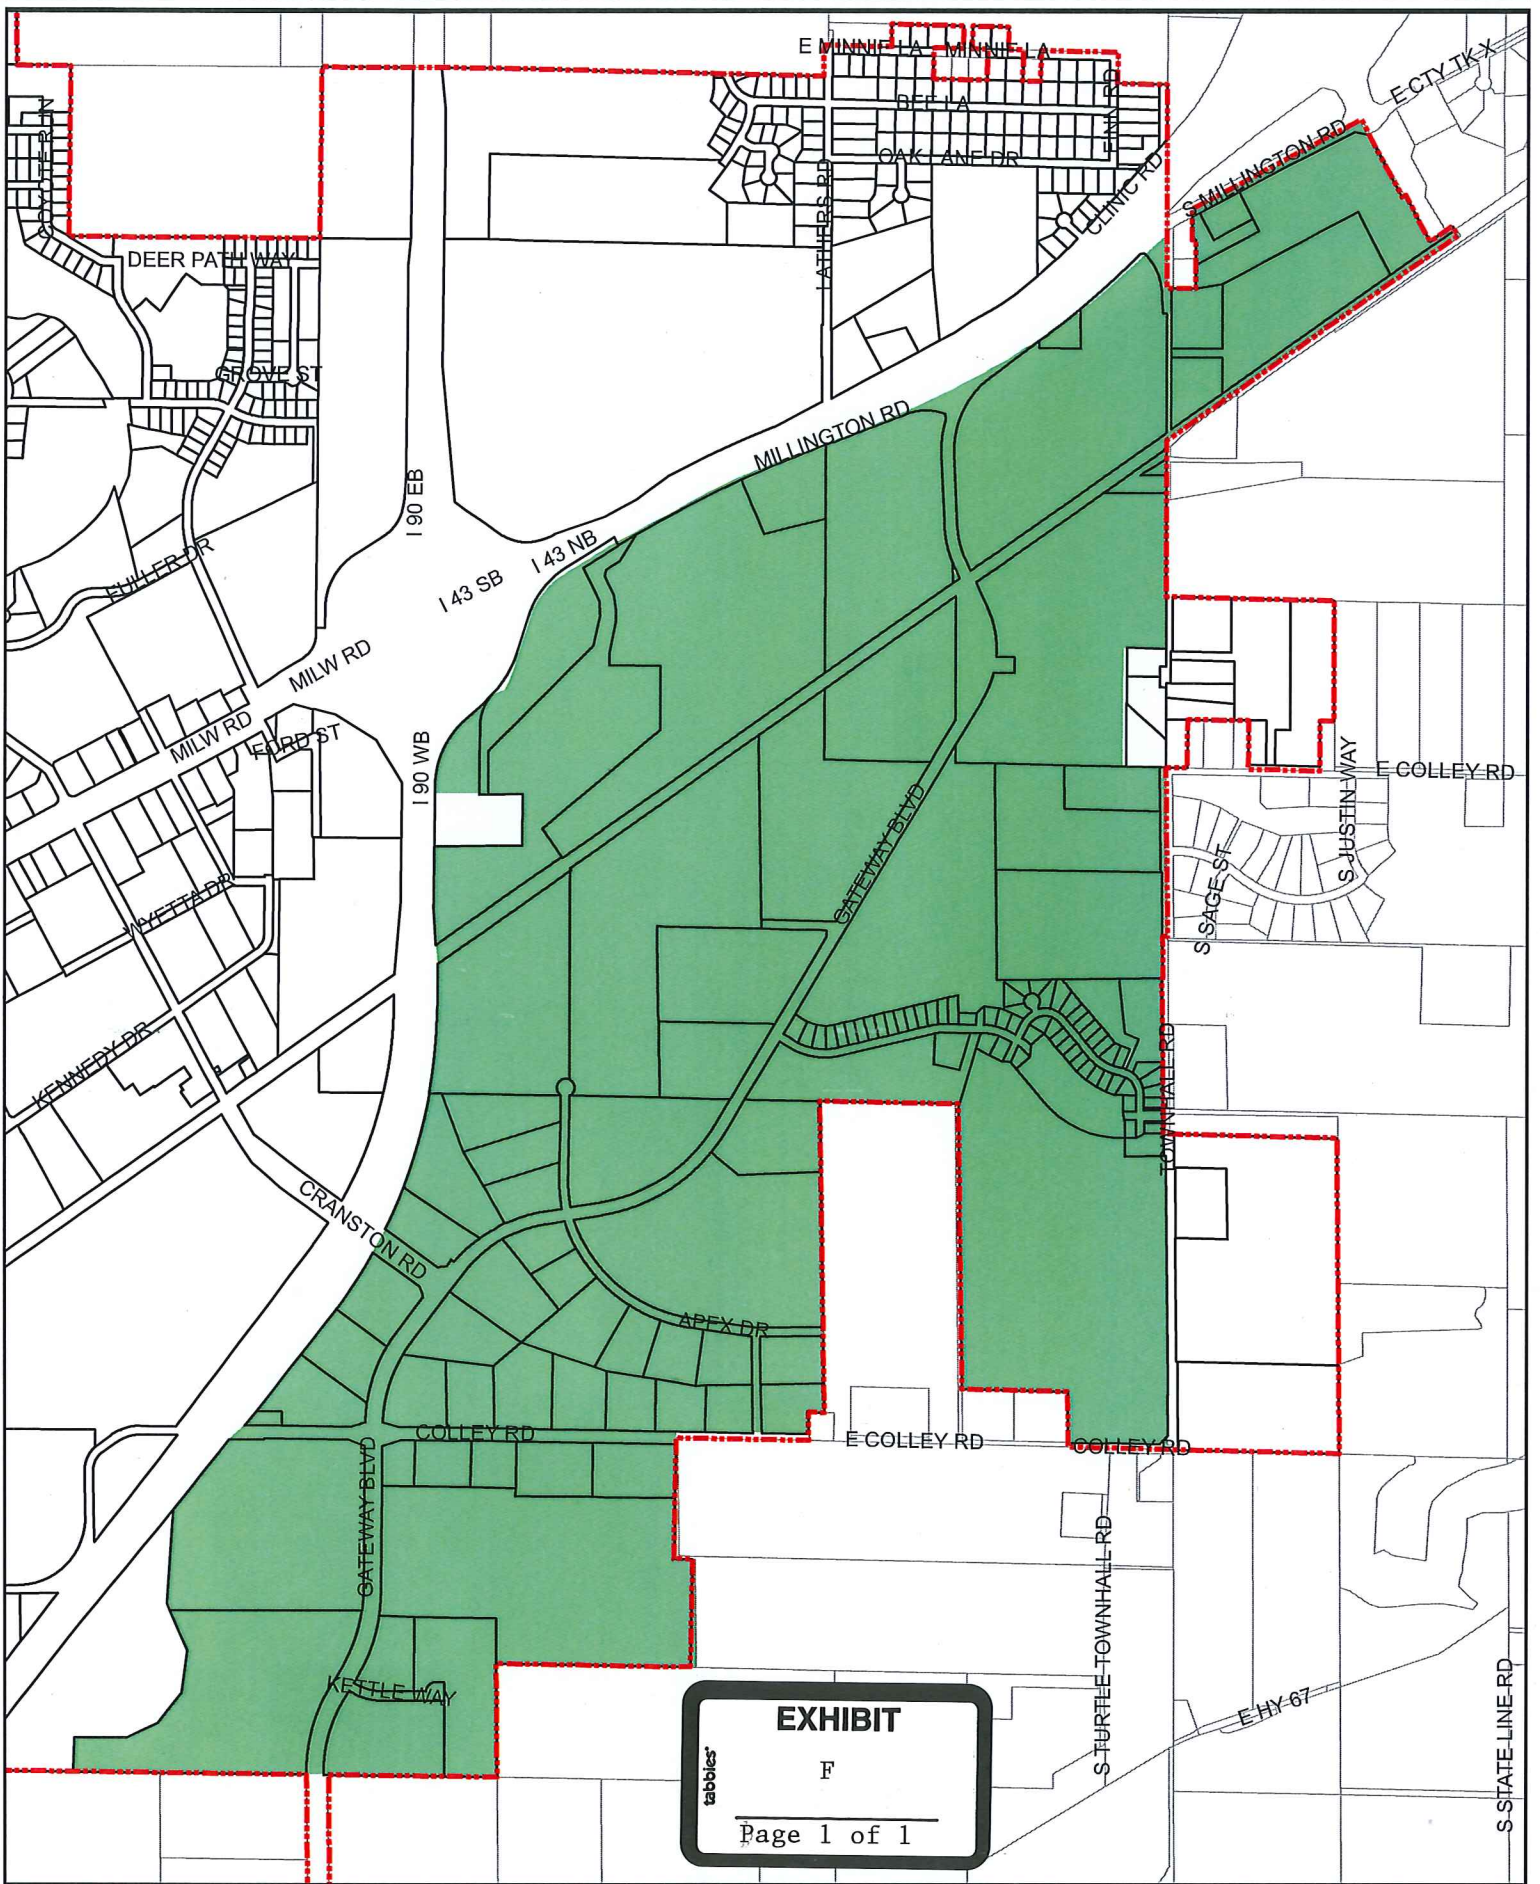 E MINNIE LA
MINNIE LA
E CTY TK X
BEE LA
OAK LANE DR
LATHERS RD
CLINIC RD
S MILLINGTON RD
DEER PATH WAY
GROVE ST
MILLINGTON RD
I 90 EB
I 43 NB
I 43 SB
FULLER DR
MILW RD
MILW RD
FORD ST
I 90 WB
E COLLEY RD
S JUSTIN WAY
GATEWAY BLVD
S SAGE ST
WYETTA DR
KENNEDY DR
TOWNHALL RD
CRANSTON RD
APEX DR
COLLEY RD
E COLLEY RD
COLLEY RD
GATEWAY BLVD
S TURTLE TOWNHALL RD
KETTLE WAY
E HY 67
S STATE LINE RD
EXHIBIT
tabbies®
F
Page 1 of 1